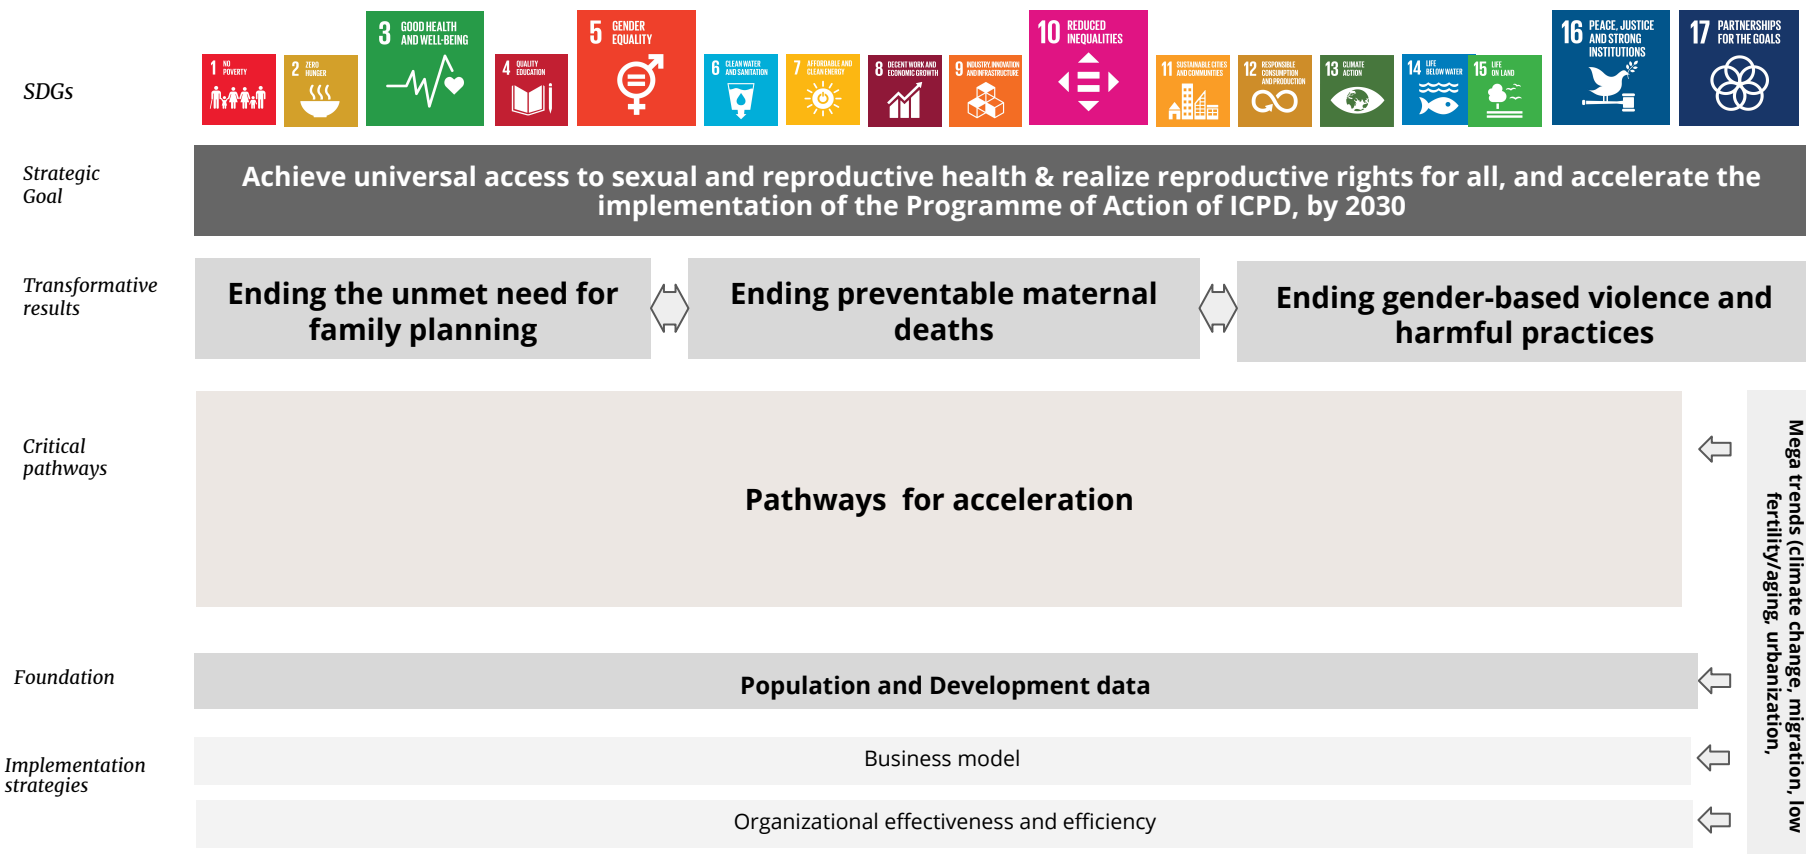 SDGs
1 NO
POVERTY
2 ZERO
HUNGER
3 GOOD HEALTH
AND WELL-BEING
4 QUALITY
EDUCATION
5 GENDER
EQUALITY
6 CLEAN WATER
AND SANITATION
7 AFFORDABLE AND
CLEAN ENERGY
8 DECENT WORK AND
ECONOMIC GROWTH
9 INDUSTRY, INNOVATION
AND INFRASTRUCTURE
10 REDUCED
INEQUALITIES
11 SUSTAINABLE CITIES
AND COMMUNITIES
12 RESPONSIBLE
CONSUMPTION
AND PRODUCTION
13 CLIMATE
ACTION
14 LIFE
BELOW WATER
15 LIFE
ON LAND
16 PEACE, JUSTICE
AND STRONG
INSTITUTIONS
17 PARTNERSHIPS
FOR THE GOALS
Strategic
Goal
Achieve universal access to sexual and reproductive health & realize reproductive rights for all, and accelerate the
implementation of the Programme of Action of ICPD, by 2030
Transformative
results
Ending the unmet need for
family planning
Ending preventable maternal
deaths
Ending gender-based violence and
harmful practices
Critical
pathways
Pathways for acceleration
Mega trends (climate change, migration, low
fertility/aging, urbanization,
Foundation
Population and Development data
Implementation
strategies
Business model
Organizational effectiveness and efficiency